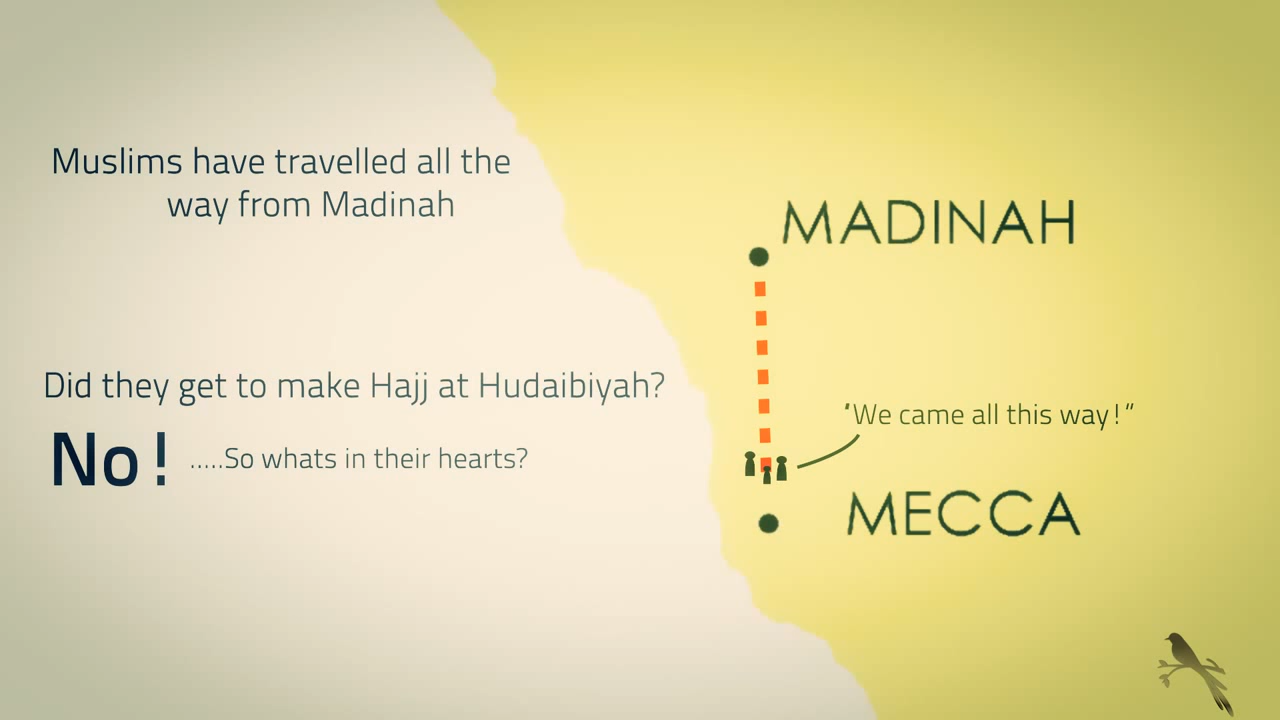 Muslims have travelled all the
way from Madinah
Did they get to make Hajj at Hudaibiyah?
No! .....So whats in their hearts?
MADINAH
"We came all this way!”
MECCA